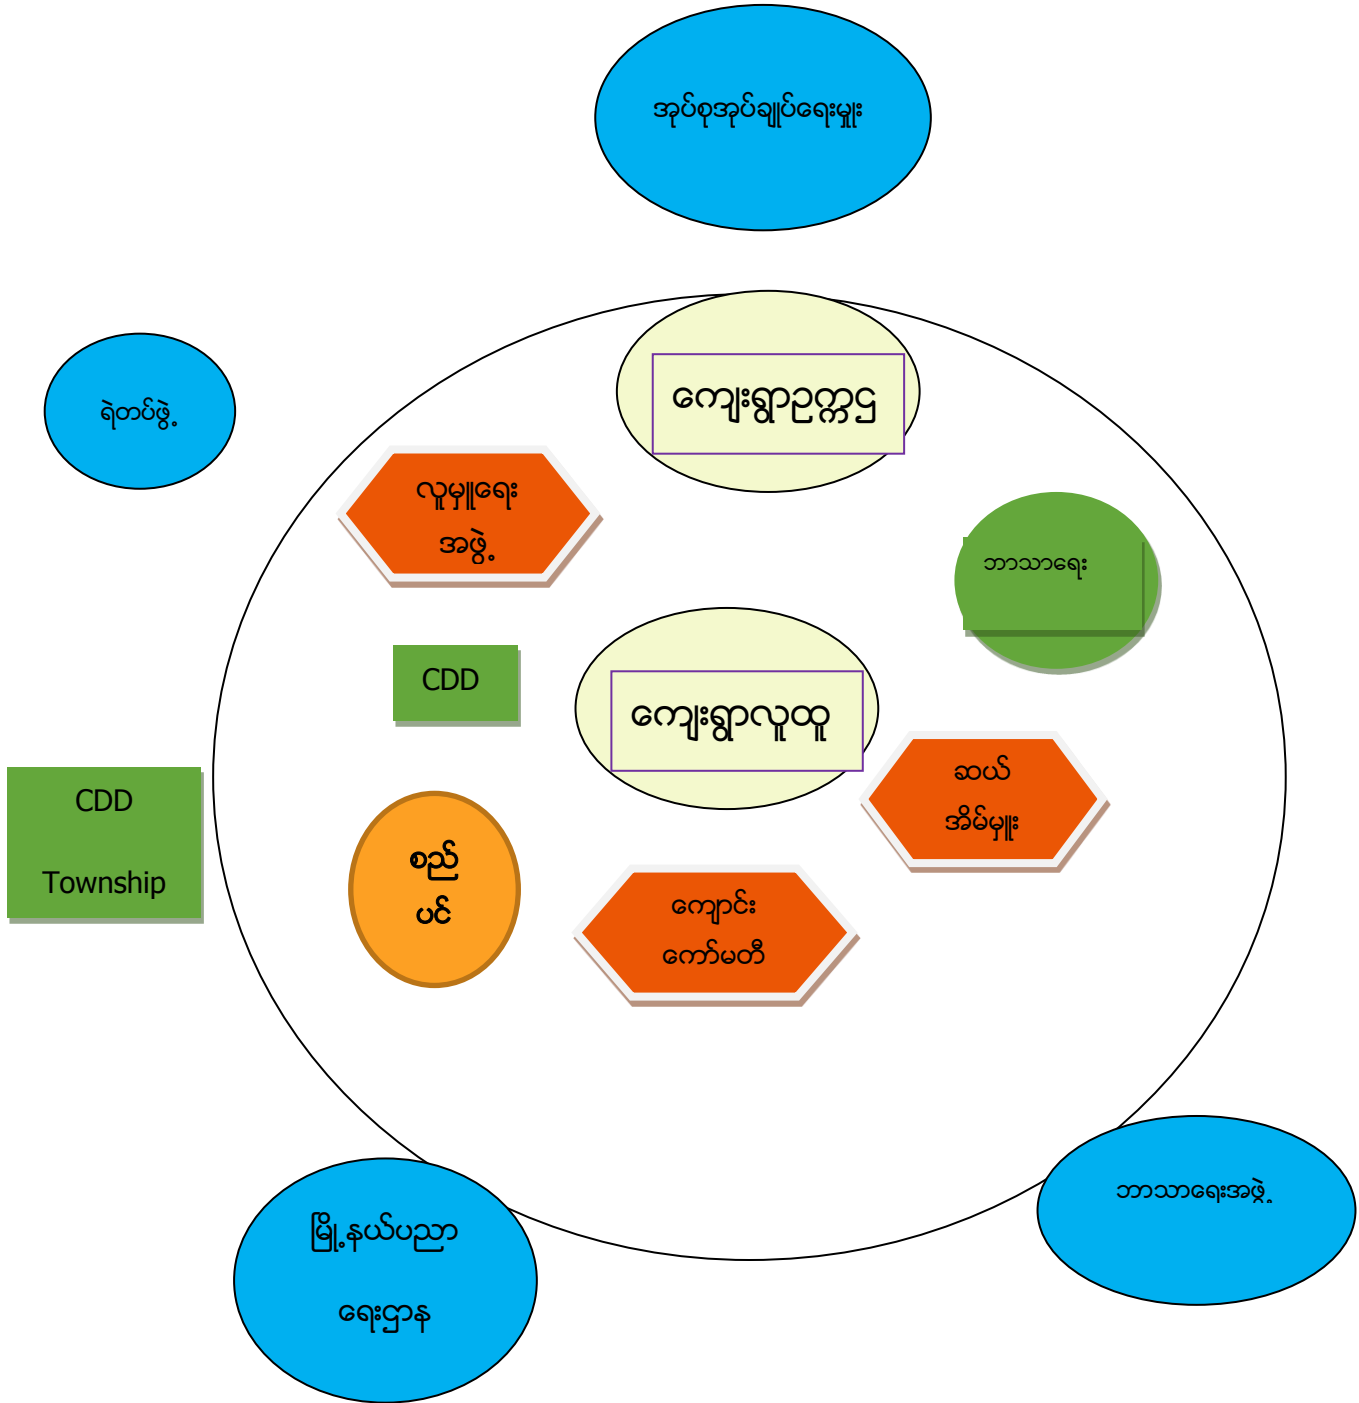 အုပ်စုအုပ်ချုပ်ရေးမှုး
ကျေးရွာဥက္ကဌ
ရဲတပ်ဖွဲ့
လူမှူရေး
အဖွဲ့
ဘာသာရေး
CDD
ကျေးရွာလူထူ
ဆယ်
အိမ်မှူး
CDD
Township
စည်
ပင်
ကျောင်း
ကော်မတီ
ဘာသာရေးအဖွဲ့
မြို့နယ်ပညာ
ရေးဌာန